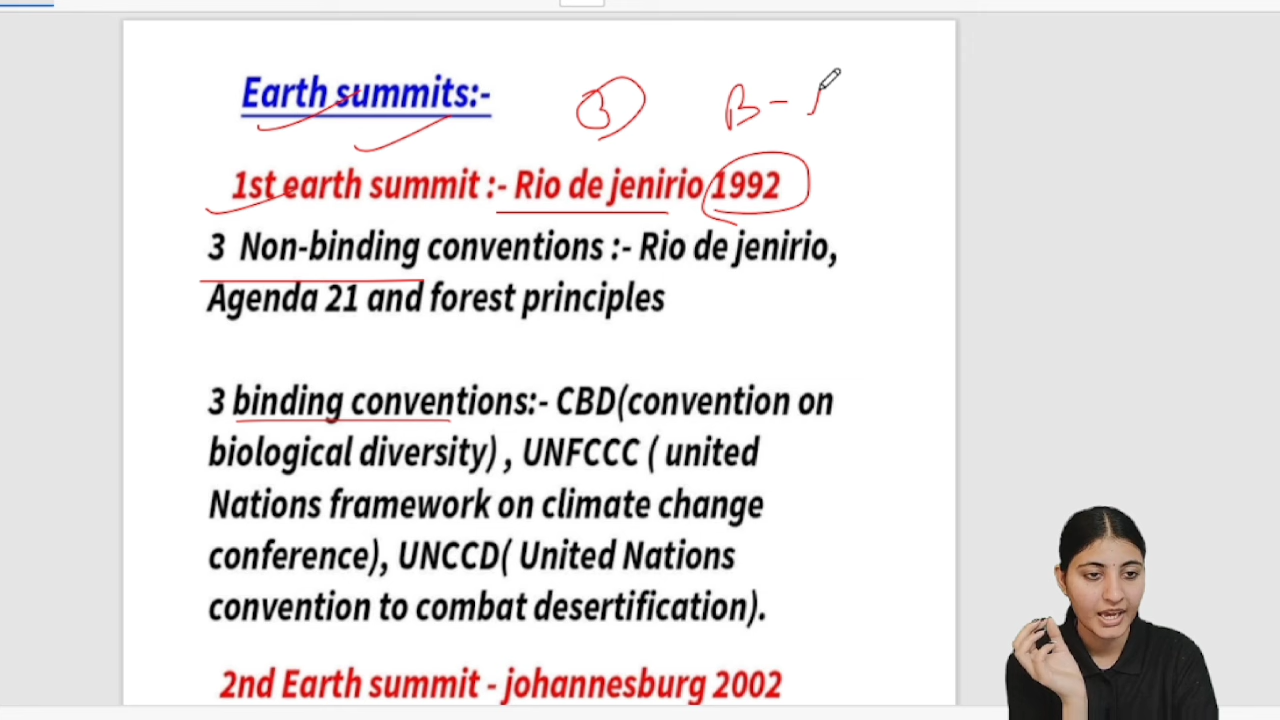 Earth summits:-
3 B-
1st earth summit :- Rio de jenirio 1992
3 Non-binding conventions :- Rio de jenirio,
Agenda 21 and forest principles
3 binding conventions:- CBD(convention on
biological diversity) , UNFCCC ( united
Nations framework on climate change
conference), UNCCD( United Nations
convention to combat desertification).
2nd Earth summit - johannesburg 2002